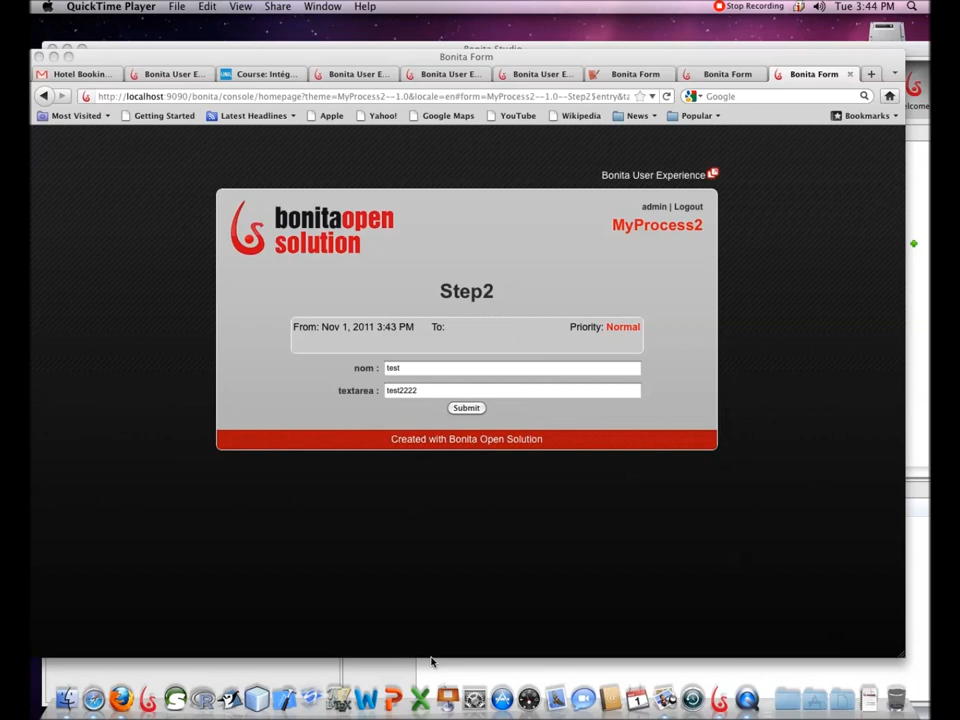 QuickTime Player File Edit View Share Window Help Stop Recording Tue 3:44 PM
Bonita Studio
Bonita Form
Hotel Bookin... Bonita User E... Course: Intég... Bonita User E... Bonita User E... Bonita User E... Bonita Form Bonita Form Bonita Form
http://localhost:9090/bonita/console/homepage?theme=MyProcess2--1.0&locale=en#form=MyProcess2--1.0--Step2$entry&ta Google
elcome
Most Visited Getting Started Latest Headlines Apple Yahoo! Google Maps YouTube Wikipedia News Popular Bookmarks
Bonita User Experience
admin | Logout
bonitaopen
solution
MyProcess2
Step2
From: Nov 1, 2011 3:43 PM To: Priority: Normal
nom : test
textarea : test2222
Submit
Created with Bonita Open Solution